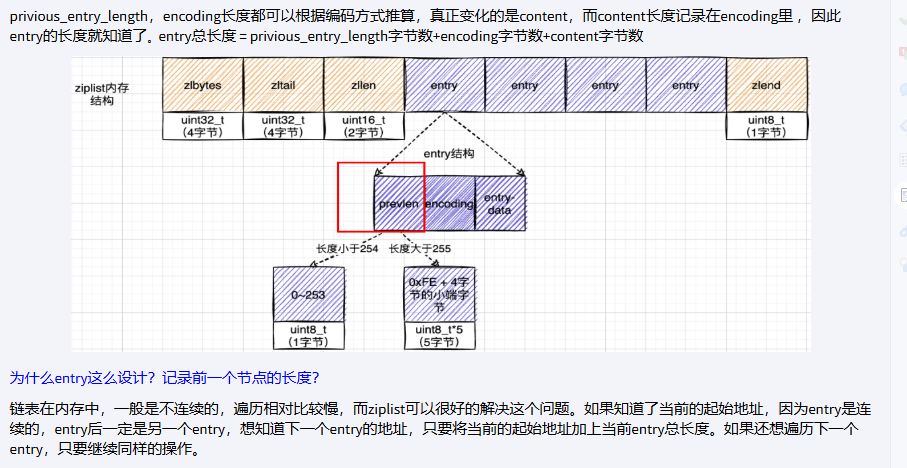 privious_entry_length，encoding长度都可以根据编码方式推算，真正变化的是content，而content长度记录在encoding里 ，因此
entry的长度就知道了。entry总长度 = privious_entry_length字节数+encoding字节数+content字节数
ziplist内存
结构
zlbytes
zltail
zllen
entry
entry
entry
entry
zlend
uint32_t
（4字节）
uint32_t
（4字节）
uint16_t
（2字节）
uint8_t
（1字节）
entry结构
prevlen
encoding
entry-
data
长度小于254
长度大于255
0~253
0xFE + 4字
节的小端字
节
uint8_t
（1字节）
uint8_t*5
（5字节）
为什么entry这么设计？记录前一个节点的长度？
链表在内存中，一般是不连续的，遍历相对比较慢，而ziplist可以很好的解决这个问题。如果知道了当前的起始地址，因为entry是连
续的，entry后一定是另一个entry，想知道下一个entry的地址，只要将当前的起始地址加上当前entry总长度。如果还想遍历下一个
entry，只要继续同样的操作。